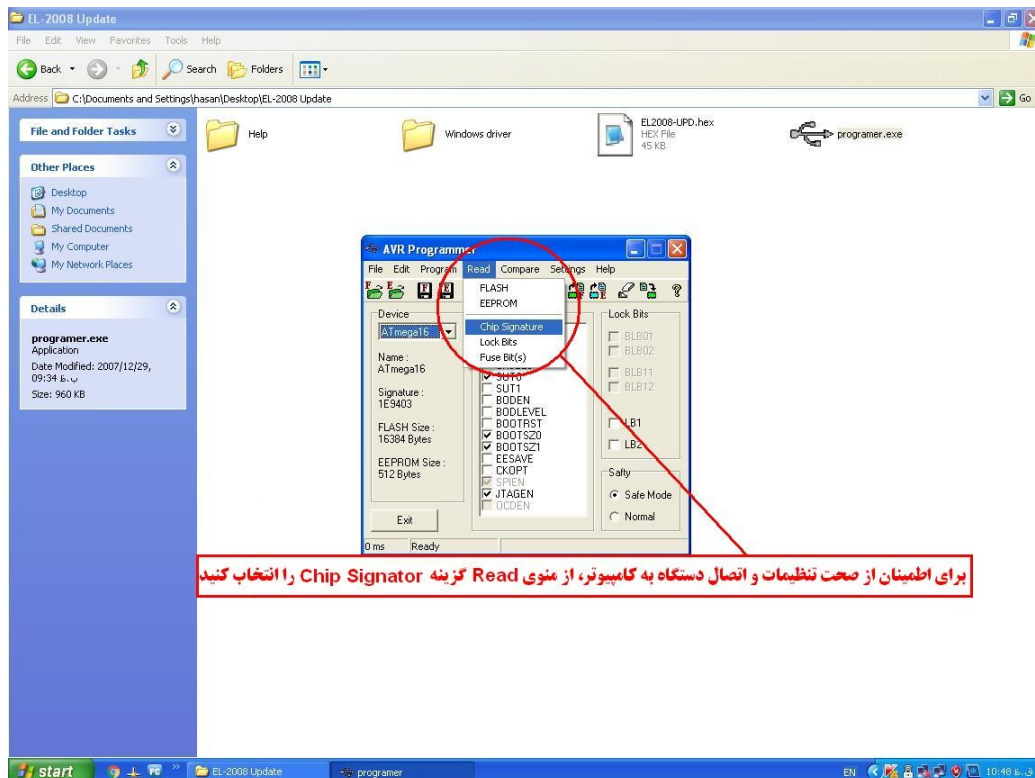 EL-2008 Update
File Edit View Favorites Tools Help
Back Search Folders
Address C:\Documents and Settings\hasan\Desktop\EL-2008 Update Go
File and Folder Tasks
Other Places
Desktop
My Documents
Shared Documents
My Computer
My Network Places
Details
programer.exe
Application
Date Modified: 2007/12/29,
09:34 ب.ظ
Size: 960 KB
Help
Windows driver
EL2008-UPD.hex
HEX File
45 KB
programer.exe
AVR Programmer
File Edit Program Read Compare Settings Help
FLASH
EEPROM
Chip Signature
Lock Bits
Fuse Bit(s)
Device
ATmega16
Name :
ATmega16
Signature :
1E9403
FLASH Size :
16384 Bytes
EEPROM Size :
512 Bytes
Exit
SUT0
SUT1
BODEN
BODLEVEL
BOOTRST
BOOTSZ0
BOOTSZ1
EESAVE
CKOPT
SPIEN
JTAGEN
OCDEN
Lock Bits
BLB01
BLB02
BLB11
BLB12
LB1
LB2
Safty
Safe Mode
Normal
0 ms Ready
برای اطمینان از صحت تنظیمات و اتصال دستگاه به کامپیوتر، از منوی Read گزینه Chip Signator را انتخاب کنید
start EL-2008 Update programer EN 10:48